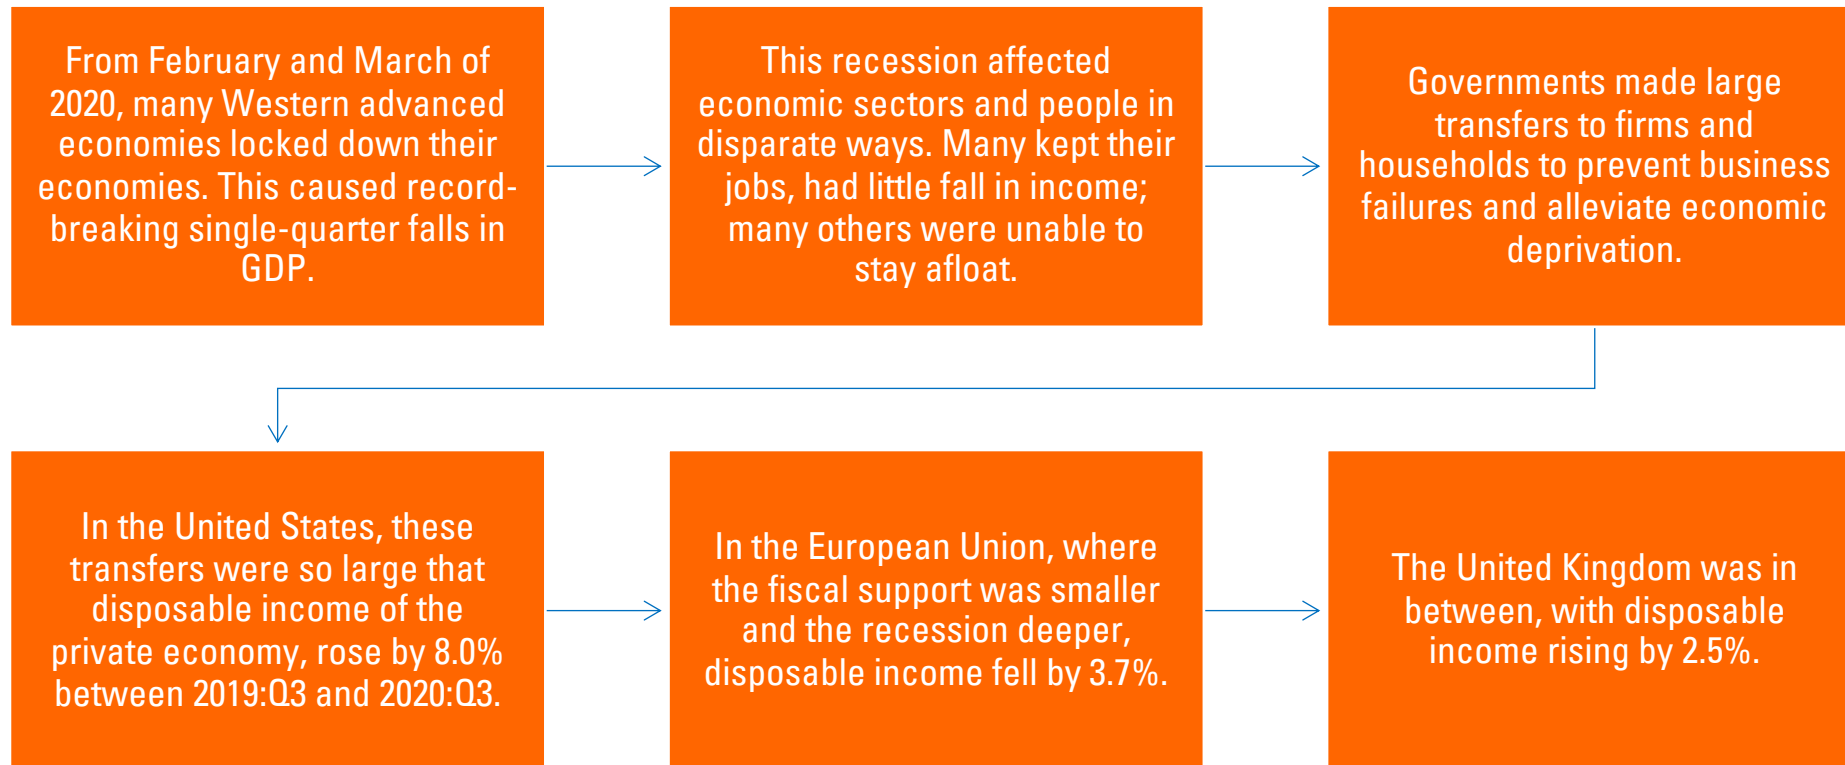 From February and March of
2020, many Western advanced
economies locked down their
economies. This caused record-
breaking single-quarter falls in
GDP.
This recession affected
economic sectors and people in
disparate ways. Many kept their
jobs, had little fall in income;
many others were unable to
stay afloat.
Governments made large
transfers to firms and
households to prevent business
failures and alleviate economic
deprivation.
In the United States, these
transfers were so large that
disposable income of the
private economy, rose by 8.0%
between 2019:Q3 and 2020:Q3.
In the European Union, where
the fiscal support was smaller
and the recession deeper,
disposable income fell by 3.7%.
The United Kingdom was in
between, with disposable
income rising by 2.5%.